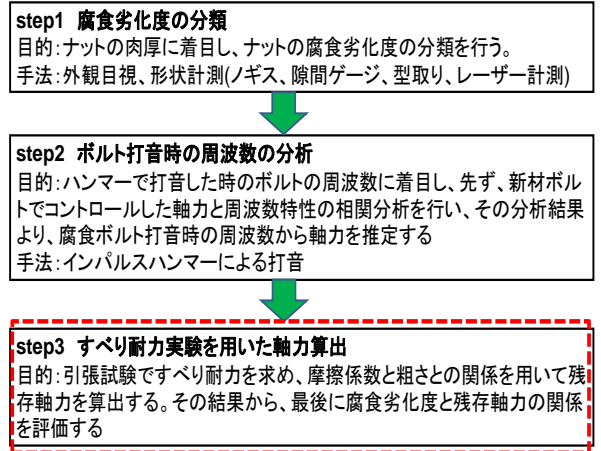 step1 腐食劣化度の分類
目的:ナットの肉厚に着目し、ナットの腐食劣化度の分類を行う。
手法:外観目視、形状計測(ノギス、隙間ゲージ、型取り、レーザー計測)
step2 ボルト打音時の周波数の分析
目的:ハンマーで打音した時のボルトの周波数に着目し、先ず、新材ボル
トでコントロールした軸力と周波数特性の相関分析を行い、その分析結果
より、腐食ボルト打音時の周波数から軸力を推定する
手法:インパルスハンマーによる打音
step3 すべり耐力実験を用いた軸力算出
目的:引張試験ですべり耐力を求め、摩擦係数と粗さとの関係を用いて残
存軸力を算出する。その結果から、最後に腐食劣化度と残存軸力の関係
を評価する